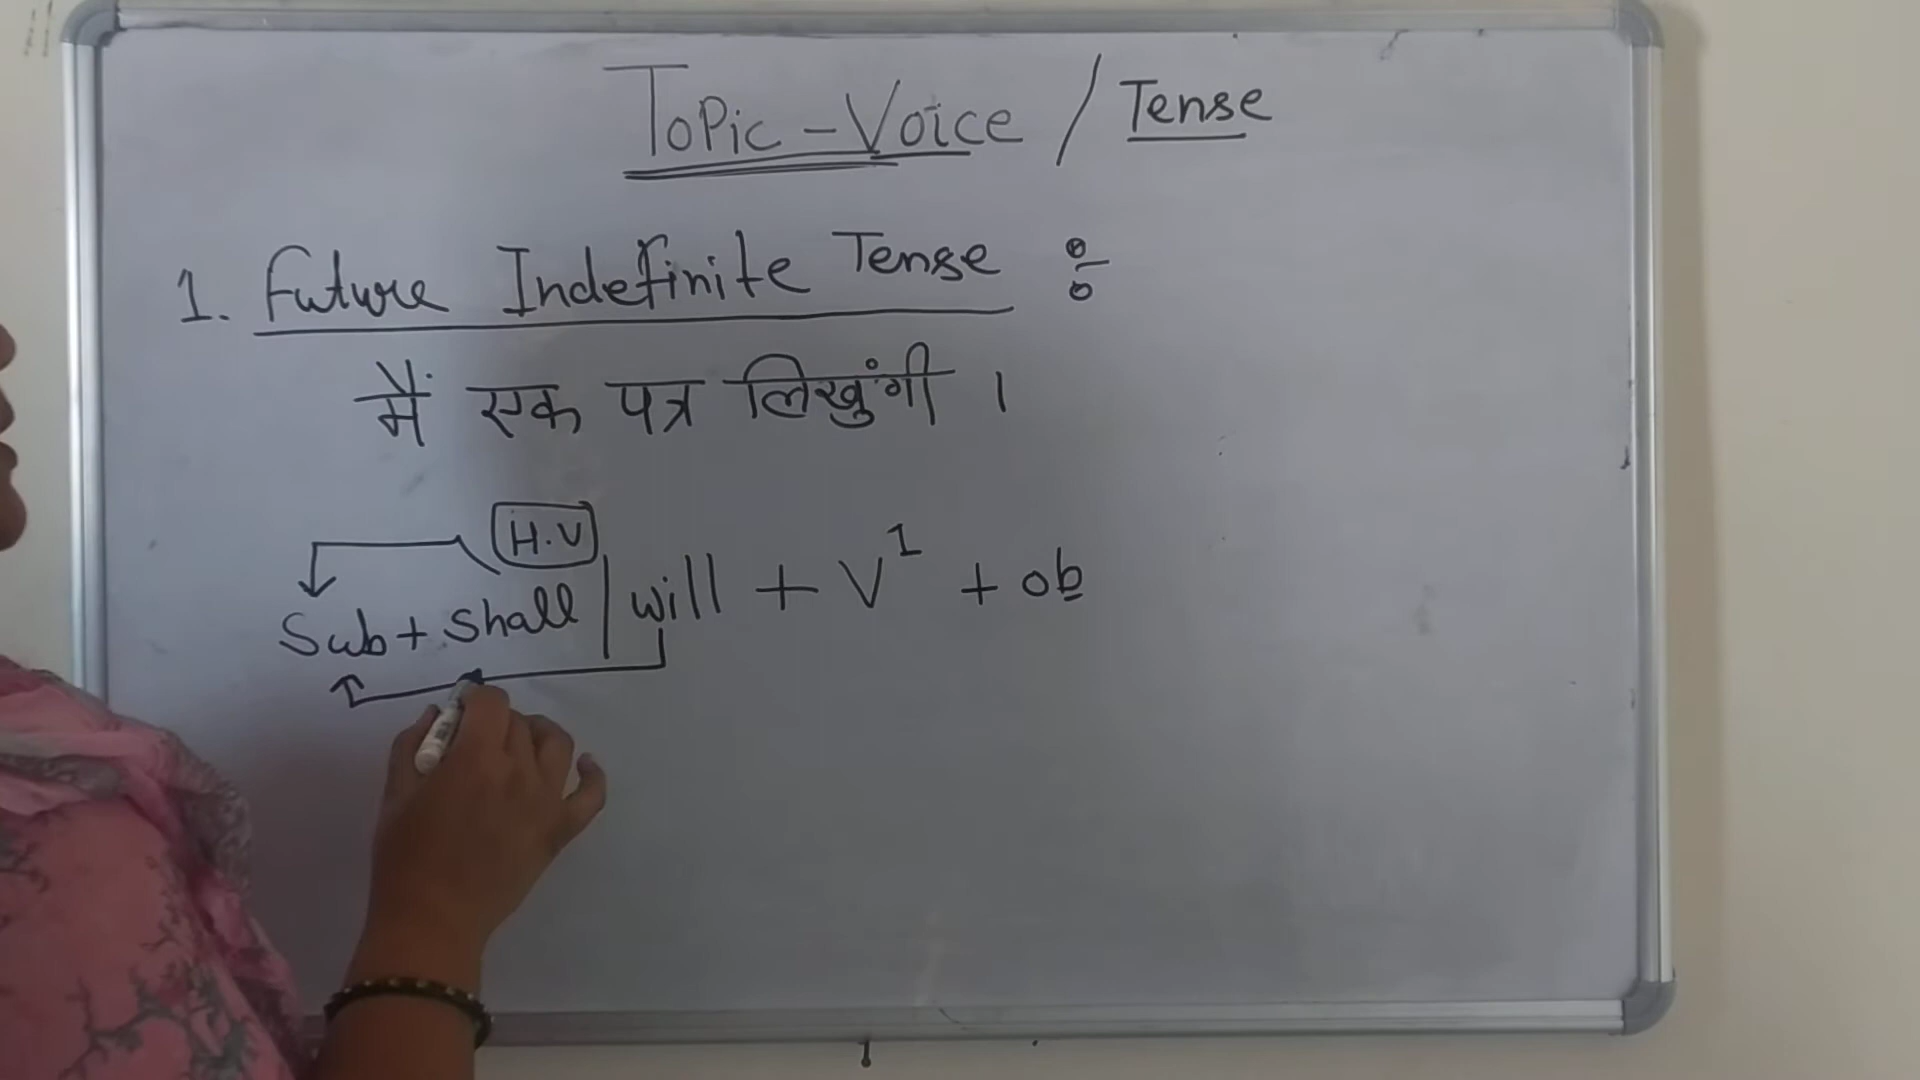 Topic - Voice / Tense
1. Future Indefinite Tense :-
मैं एक पत्र लिखुंगी ।
H.V
Sub + Shall / will + V¹ + ob